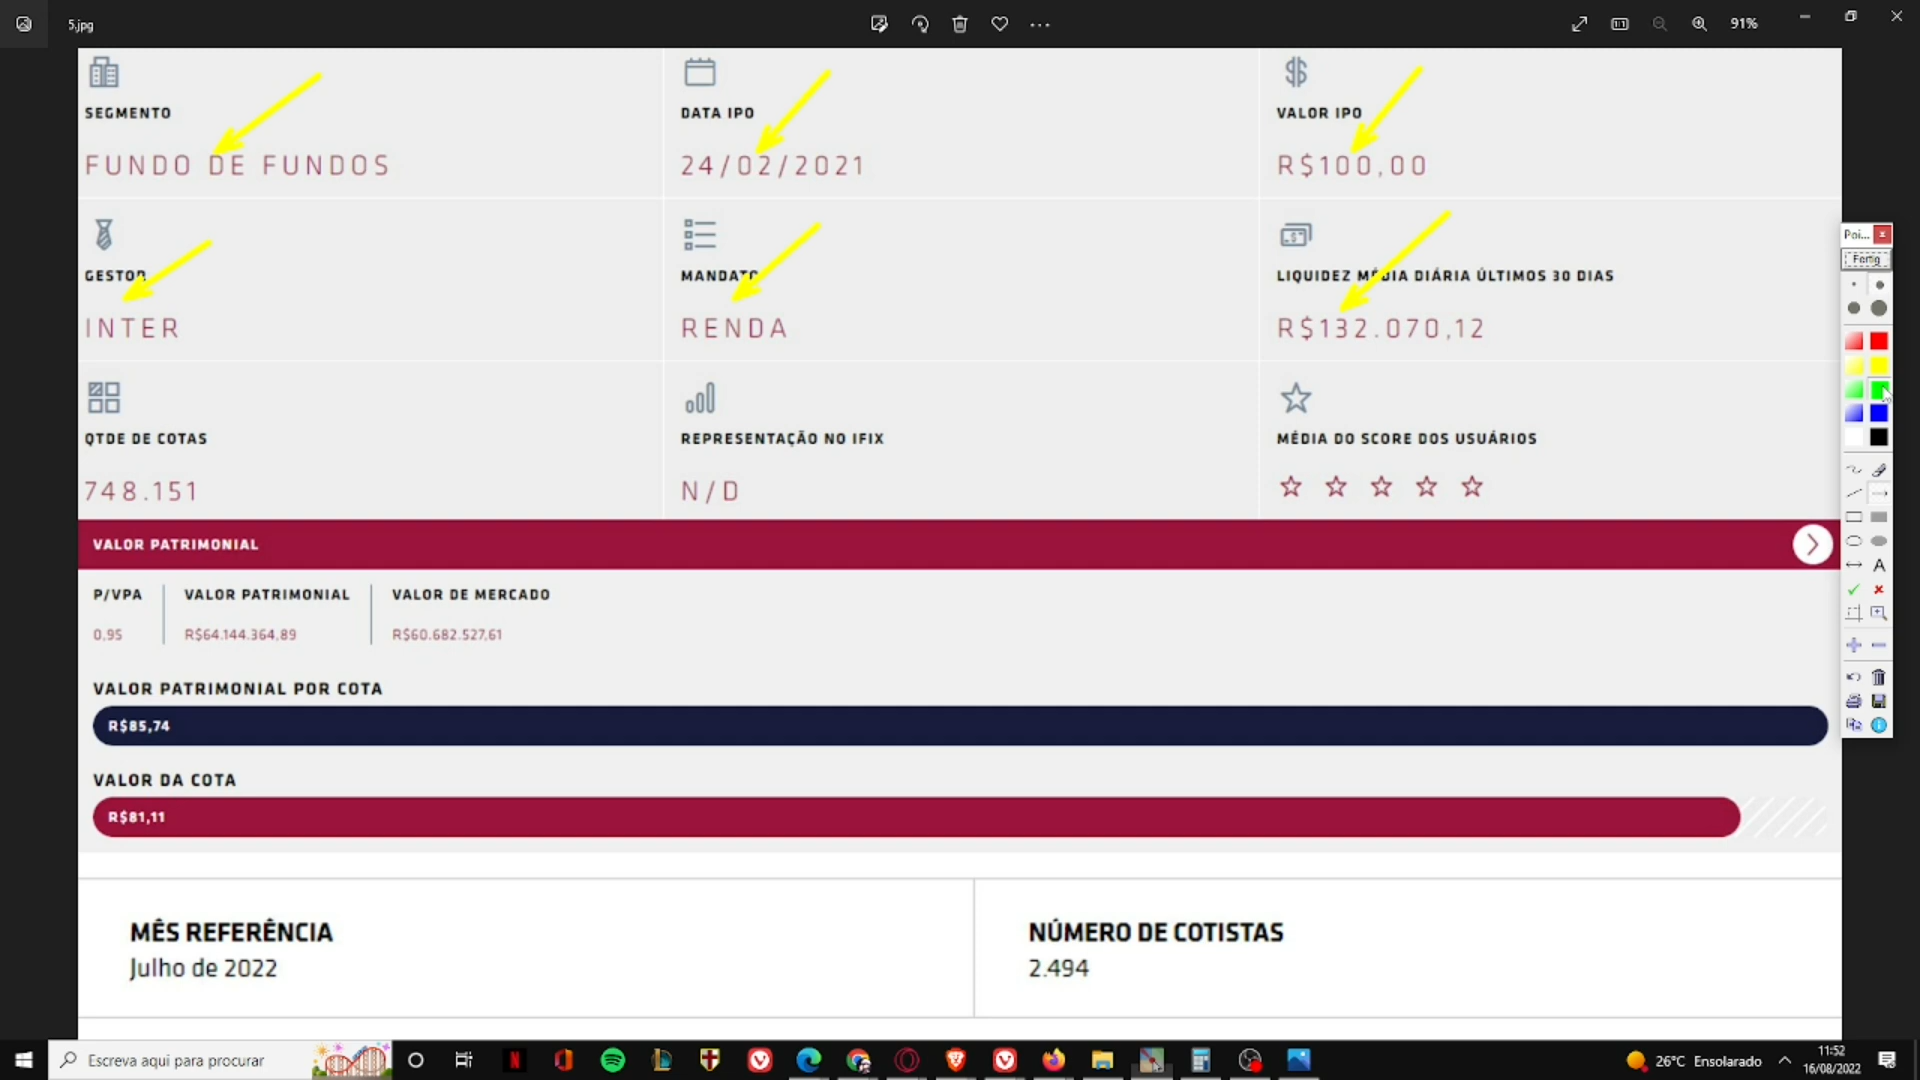 5.jpg
91%
SEGMENTO
DATA IPO
VALOR IPO
FUNDO DE FUNDOS
24/02/2021
R$100,00
GESTOR
MANDATO
LIQUIDEZ MÉDIA DIÁRIA ÚLTIMOS 30 DIAS
INTER
RENDA
R$132.070,12
QTDE DE COTAS
REPRESENTAÇÃO NO IFIX
MÉDIA DO SCORE DOS USUÁRIOS
748.151
N/D
VALOR PATRIMONIAL
P/VPA
VALOR PATRIMONIAL
VALOR DE MERCADO
0,95
R$64.144.364,89
R$60.682.527,61
VALOR PATRIMONIAL POR COTA
R$85,74
VALOR DA COTA
R$81,11
MÊS REFERÊNCIA
Julho de 2022
NÚMERO DE COTISTAS
2.494
Poi...
Fertig
A
Escreva aqui para procurar
26°C Ensolarado
11:52
16/08/2022